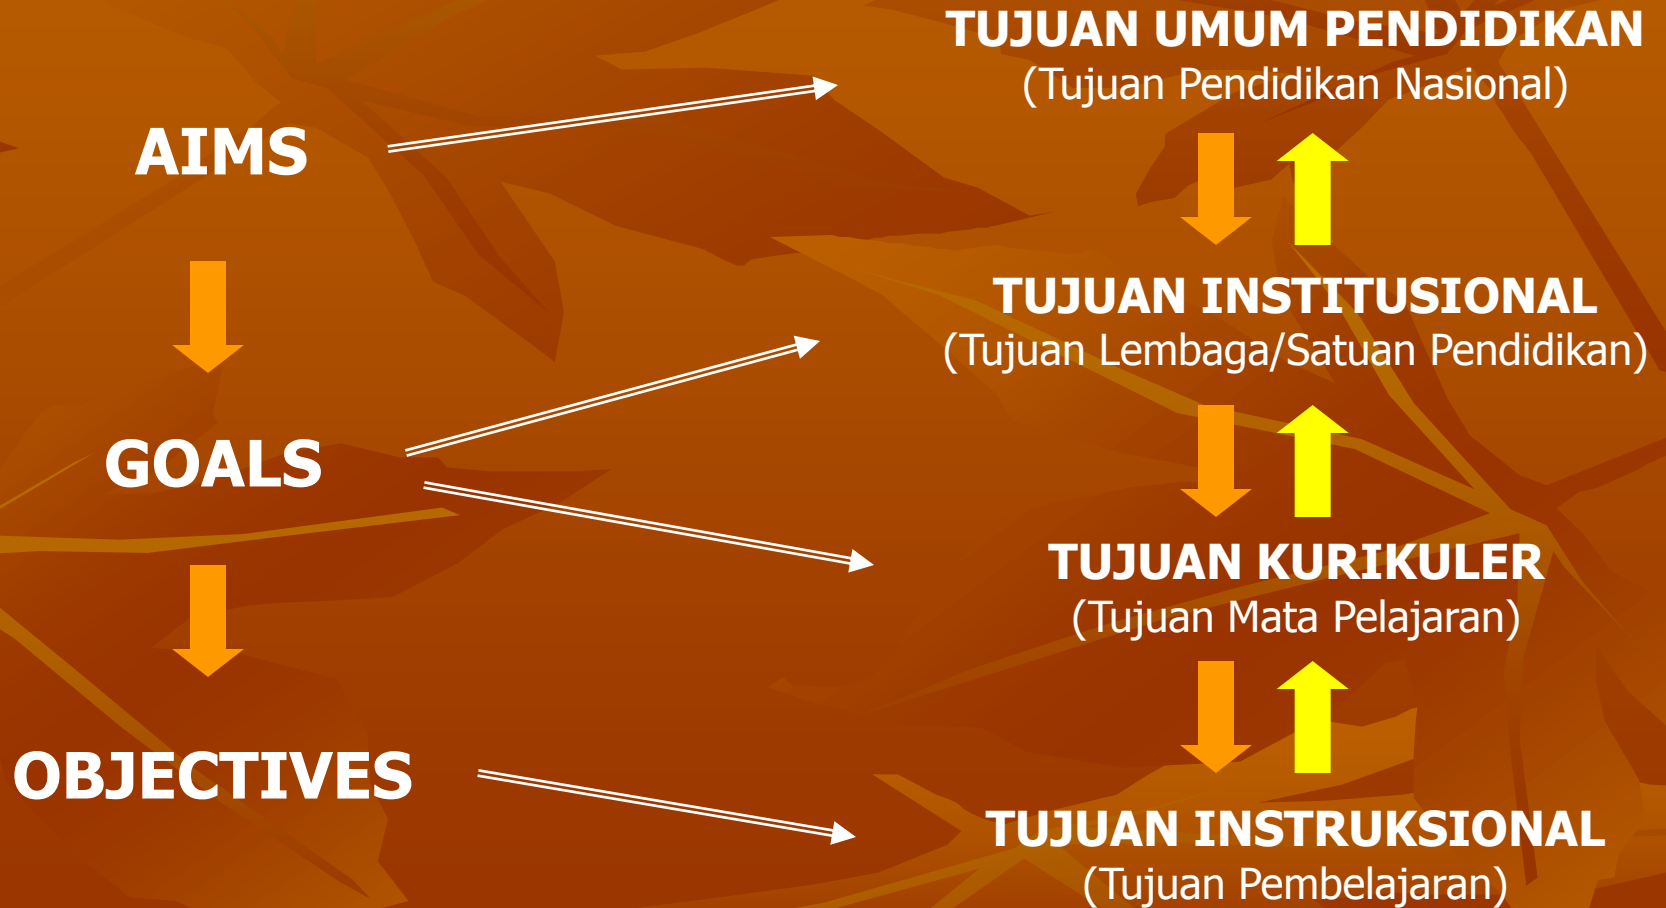 AIMS
GOALS
OBJECTIVES
TUJUAN UMUM PENDIDIKAN
(Tujuan Pendidikan Nasional)
TUJUAN INSTITUSIONAL
(Tujuan Lembaga/Satuan Pendidikan)
TUJUAN KURIKULER
(Tujuan Mata Pelajaran)
TUJUAN INSTRUKSIONAL
(Tujuan Pembelajaran)